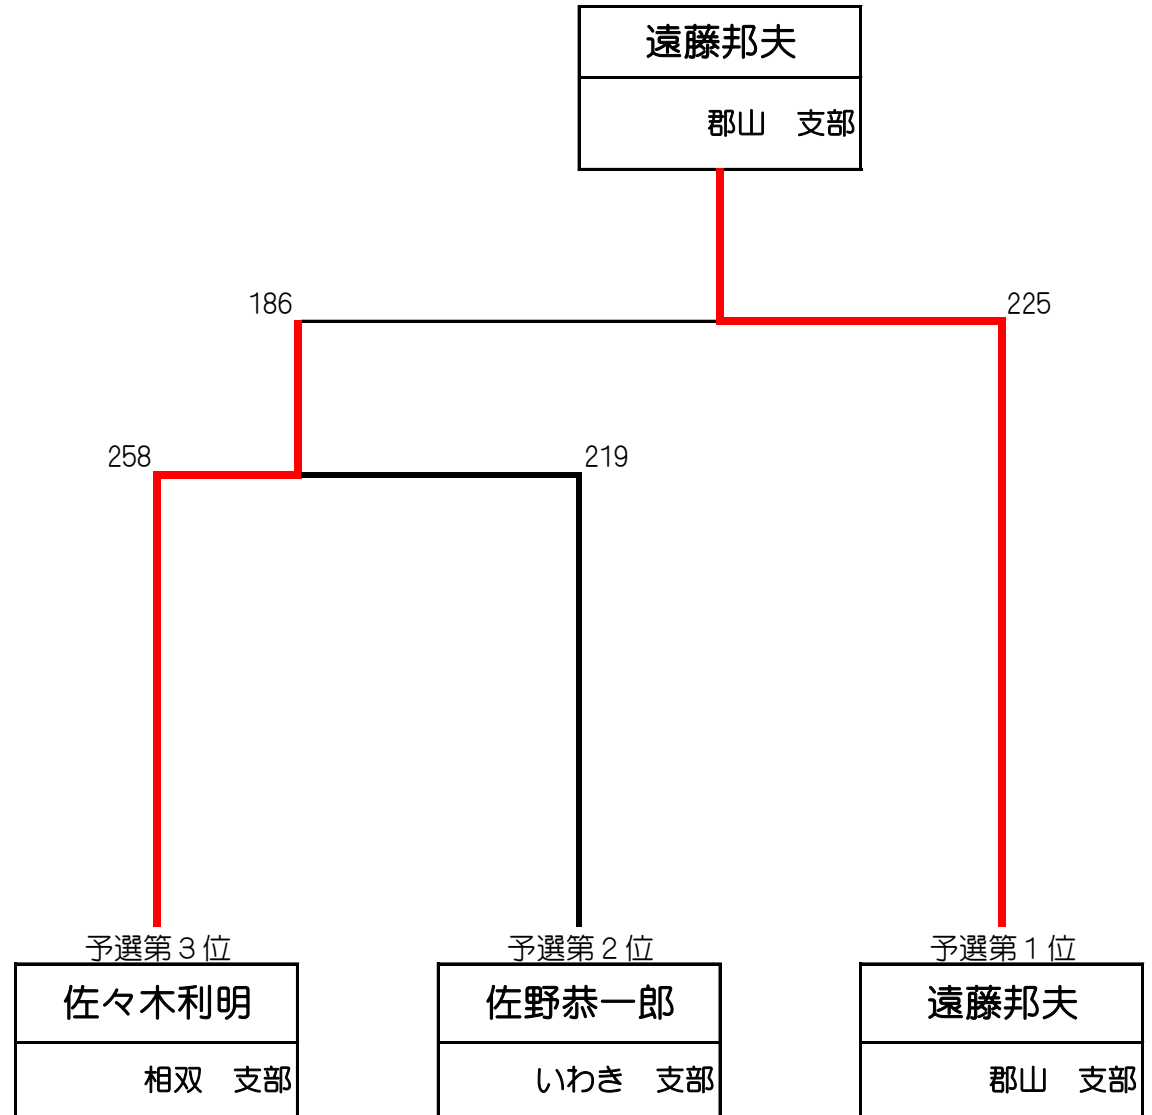 遠藤邦夫
郡山　支部
186
225
258
219
予選第３位
予選第２位
予選第１位
佐々木利明
佐野恭一郎
遠藤邦夫
相双　支部
いわき　支部
郡山　支部